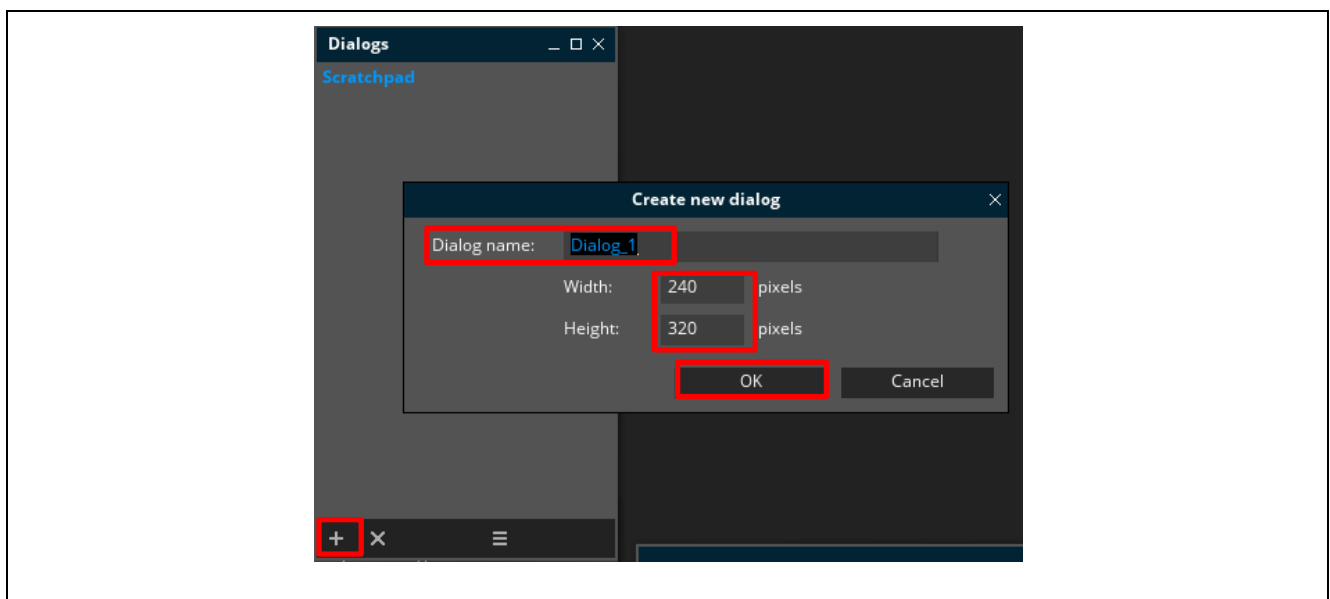 Dialogs
Scratchpad
Create new dialog
Dialog name: Dialog_1
Width: 240 pixels
Height: 320 pixels
OK Cancel